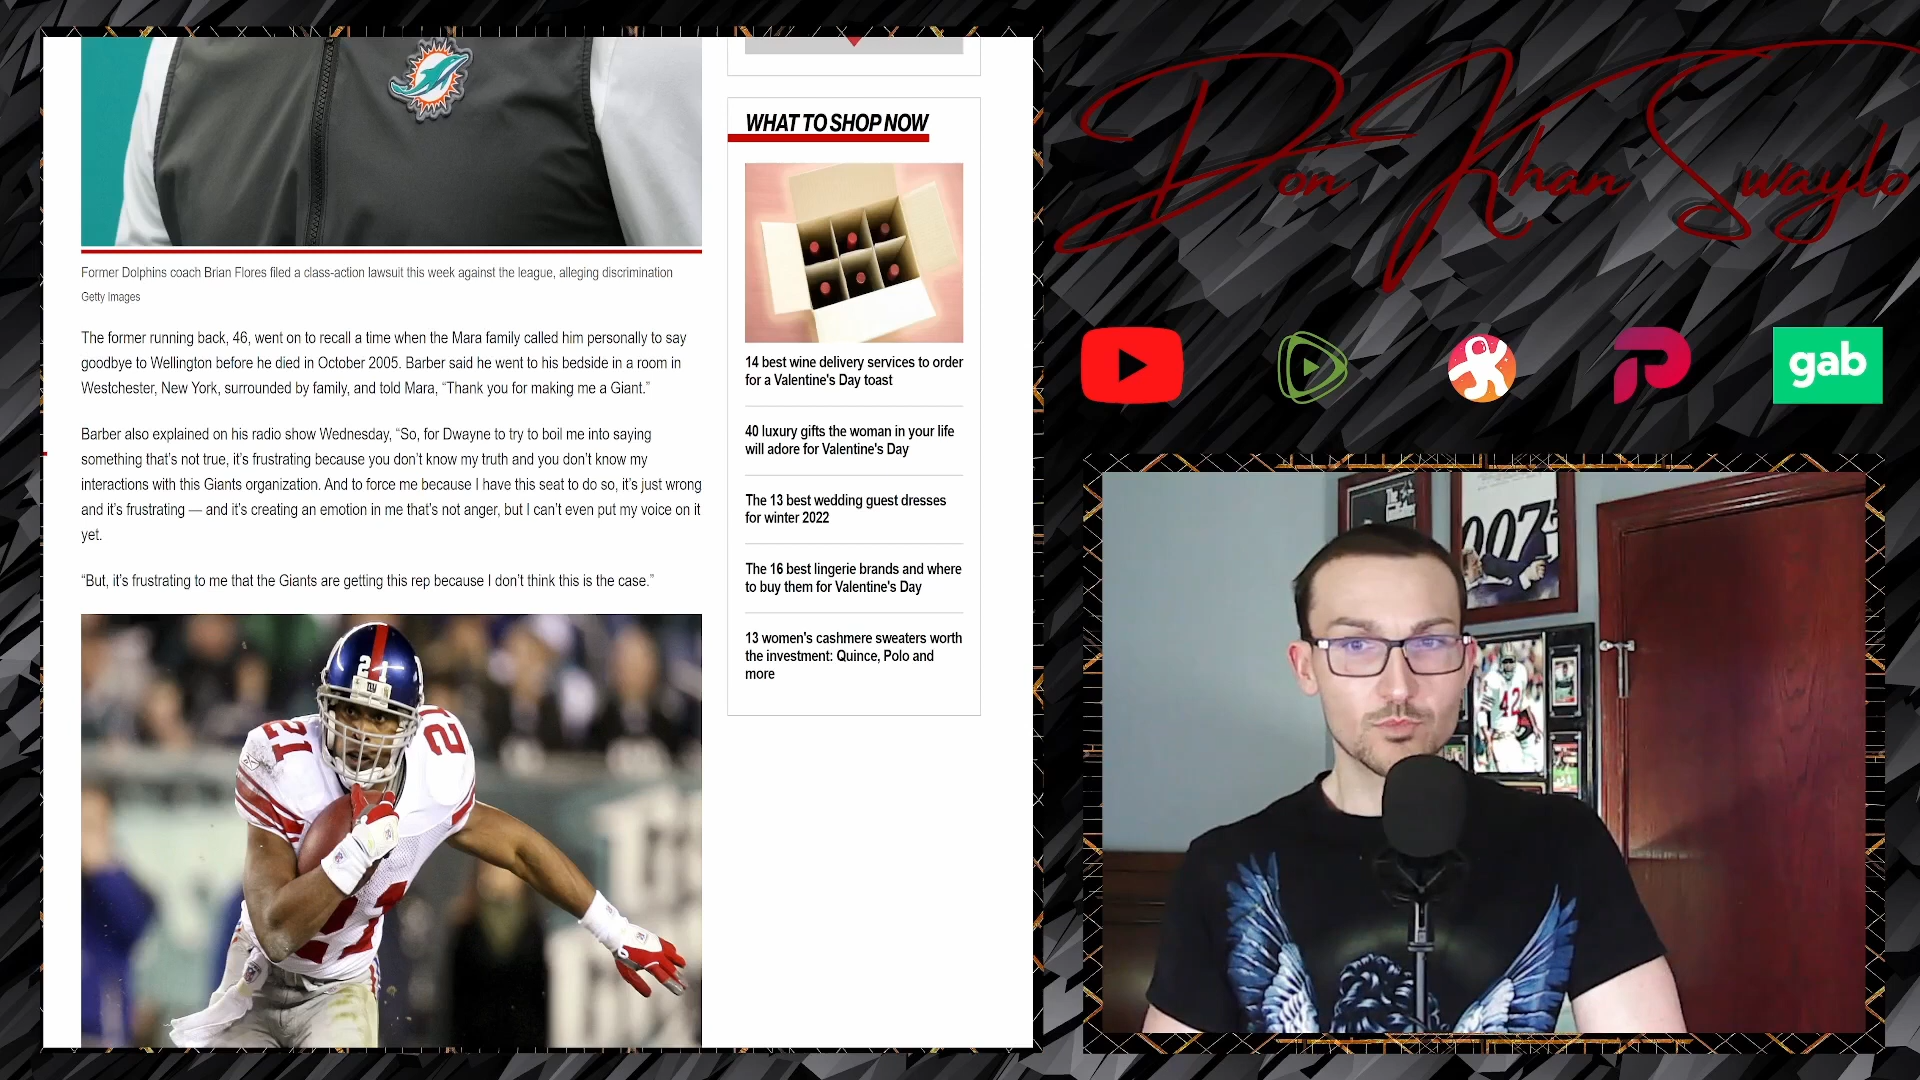 Former Dolphins coach Brian Flores filed a class-action lawsuit this week against the league, alleging discrimination
Getty Images
The former running back, 46, went on to recall a time when the Mara family called him personally to say
goodbye to Wellington before he died in October 2005. Barber said he went to his bedside in a room in
Westchester, New York, surrounded by family, and told Mara, “Thank you for making me a Giant.”
Barber also explained on his radio show Wednesday, “So, for Dwayne to try to boil me into saying
something that’s not true, it’s frustrating because you don’t know my truth and you don’t know my
interactions with this Giants organization. And to force me because I have this seat to do so, it’s just wrong
and it’s frustrating — and it’s creating an emotion in me that’s not anger, but I can’t even put my voice on it
yet.
“But, it’s frustrating to me that the Giants are getting this rep because I don’t think this is the case.”
21
21
21
21
WHAT TO SHOP NOW
14 best wine delivery services to order
for a Valentine's Day toast
40 luxury gifts the woman in your life
will adore for Valentine's Day
The 13 best wedding guest dresses
for winter 2022
The 16 best lingerie brands and where
to buy them for Valentine's Day
13 women's cashmere sweaters worth
the investment: Quince, Polo and
more
Don Khan Swaylo
gab
007
42